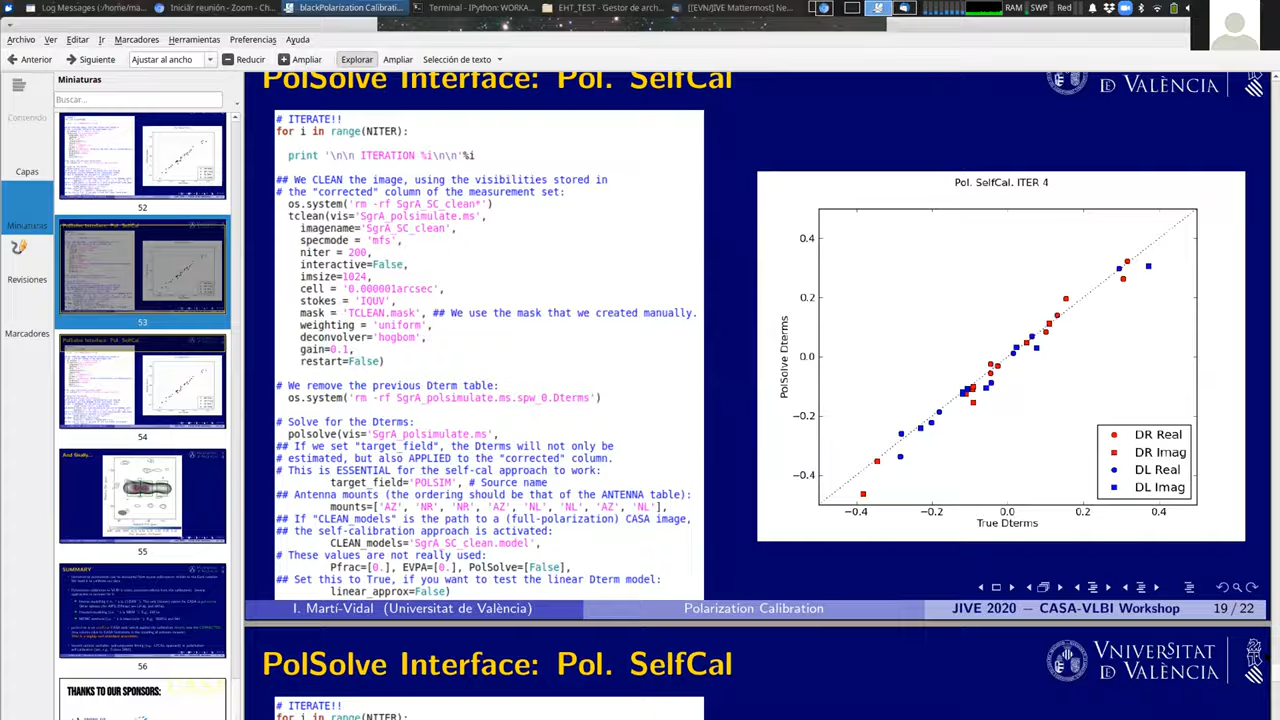 Log Messages (/home/ma
Iniciar reunión - Zoom - Ch
blackPolarization Calibrati
Terminal - IPython: WORKA
EHT_TEST - Gestor de arch
[(EVN/JIVE Mattermost) Ne
RAM
SWP
Red
Archivo Ver Editar Ir Marcadores Herramientas Preferencias Ayuda
Anterior Siguiente Ajustar al ancho Reducir Ampliar Explorar Ampliar Selección de texto
Contenido
Capas
Miniaturas
Revisiones
Marcadores
Miniaturas
Buscar...
52
53
54
And finally...
55
SUMMARY
56
THANKS TO OUR SPONSORS:
PolSolve Interface: Pol. SelfCal
D VALÈNCIA
# ITERATE!!
for i in range(NITER):
print
ITERATION %i\n\n'%i
## We CLEAN the image, using the visibilities stored in
# the "corrected" column of the measurement set:
os.system('rm -rf SgrA_SC_clean*')
tclean(vis='SgrA_polsimulate.ms',
imagename='SgrA_SC_clean',
specmode = 'mfs',
niter = 200,
interactive=False,
imsize=1024,
cell = '0.000001arcsec',
stokes = 'IQUV',
mask = 'TCLEAN.mask', ## We use the mask that we created manually.
weighting = 'uniform',
deconvolver='hogbom',
gain=0.1,
restart=False)
# We remove the previous Dterm table:
os.system('rm -rf SgrA_polsimulate.ms.spw_0.Dterms')
# Solve for the Dterms:
polsolve(vis='SgrA_polsimulate.ms',
## If we set "target_field", the Dterms will not only be
# estimated, but also APPLIED to the "corrected" column.
# This is ESSENTIAL for the self-cal approach to work:
target_field='POLSIM', # Source name
## Antenna mounts (the ordering should be that of the ANTENNA table):
mounts=['AZ', 'NR', 'NR', 'AZ', 'NL', 'NL', 'AZ', 'NL'],
## If "CLEAN_models" is the path to a (full-polarization) CASA image,
## the self-calibration approach is activated:
CLEAN_models='SgrA_SC_clean.model',
# These values are not really used:
Pfrac=[0.], EVPA=[0.], PolSolve=[False],
## Set this to True, if you want to test the linear Dterm model:
_approx=False)
Pol. SelfCal. ITER 4
0.4
0.2
0.0
−0.2
−0.4
PolSolve Dterms
−0.4 −0.2 0.0 0.2 0.4
True Dterms
DR Real
DR Imag
DL Real
DL Imag
I. Martí-Vidal (Universitat de València)
Polarization Calibration
-VLBI Workshop
PolSolve Interface: Pol. SelfCal
VNIVERSITAT
D VALÈNCIA
# ITERATE!!
for i in range(NITER):